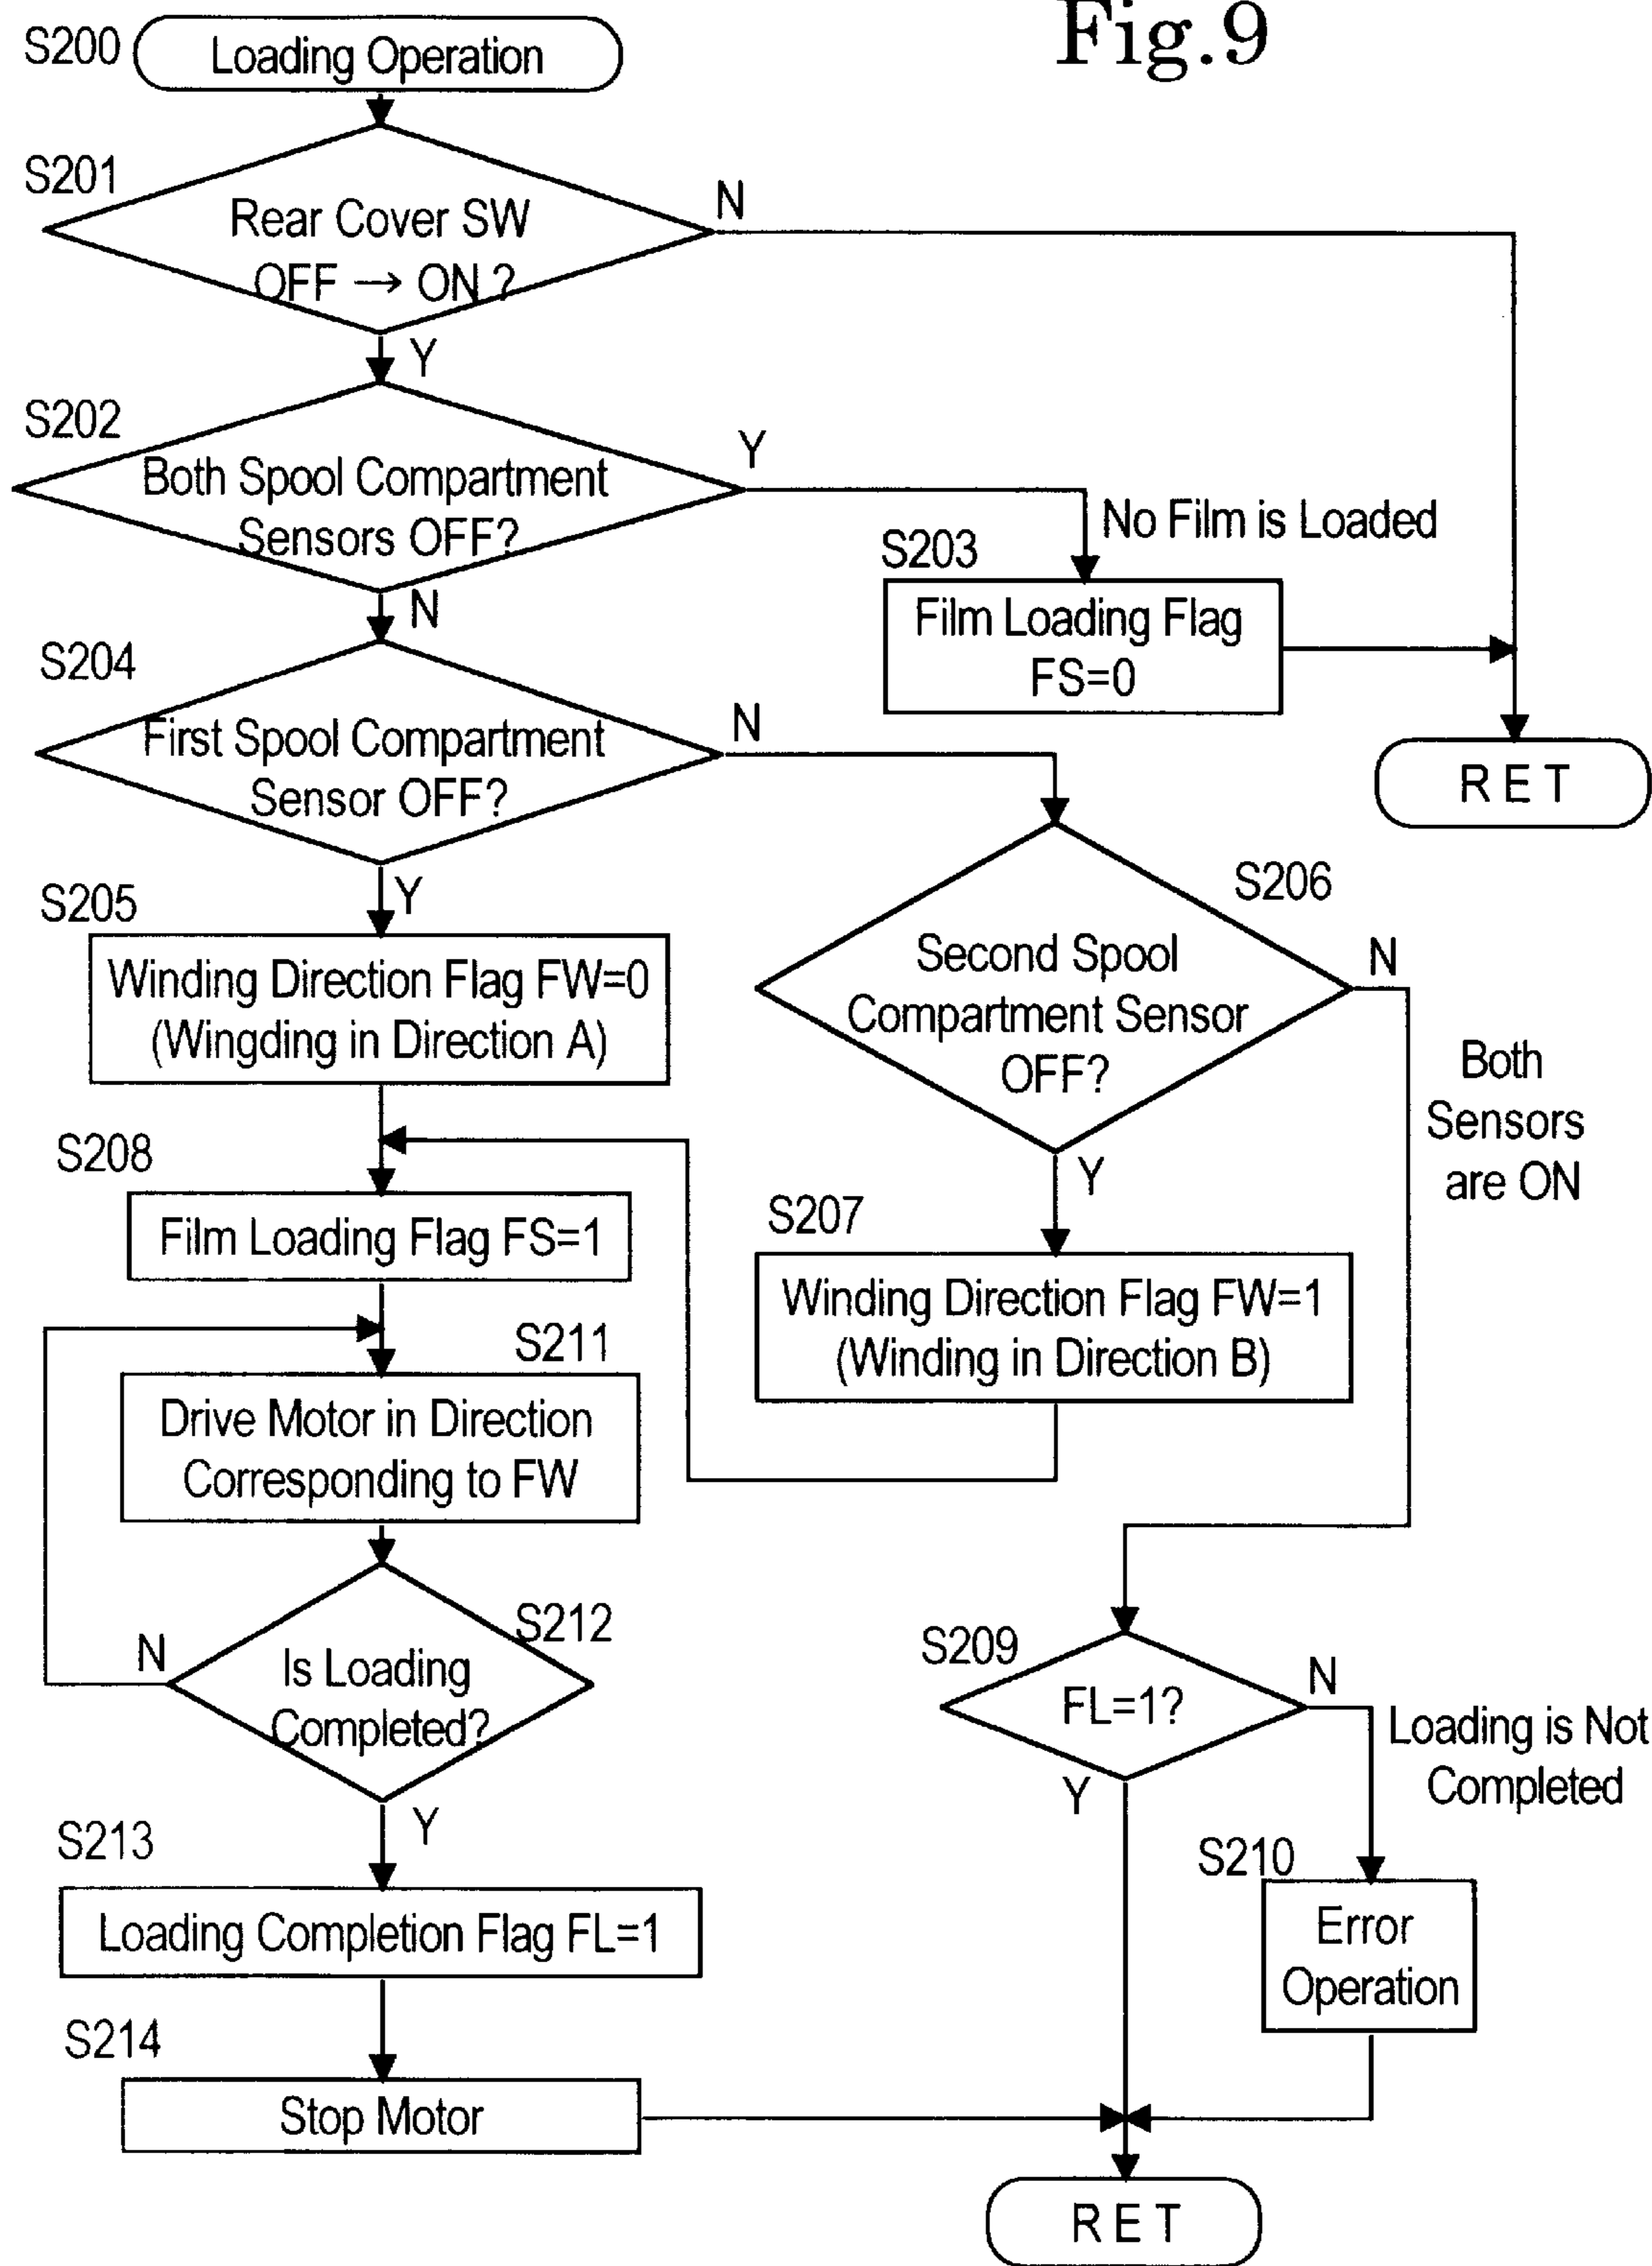 Fig.9
S200
Loading Operation
S201
Rear Cover SW
OFF → ON ?
N
Y
S202
Both Spool Compartment
Sensors OFF?
Y
No Film is Loaded
S203
Film Loading Flag
FS=0
N
RET
S204
First Spool Compartment
Sensor OFF?
N
Y
S205
Winding Direction Flag FW=0
(Wingding in Direction A)
S206
Second Spool
Compartment Sensor
OFF?
N
Both
Sensors
are ON
Y
S207
Winding Direction Flag FW=1
(Winding in Direction B)
S208
Film Loading Flag FS=1
S211
Drive Motor in Direction
Corresponding to FW
S212
Is Loading
Completed?
N
Y
S209
FL=1?
N
Loading is Not
Completed
Y
S210
Error
Operation
S213
Loading Completion Flag FL=1
S214
Stop Motor
RET